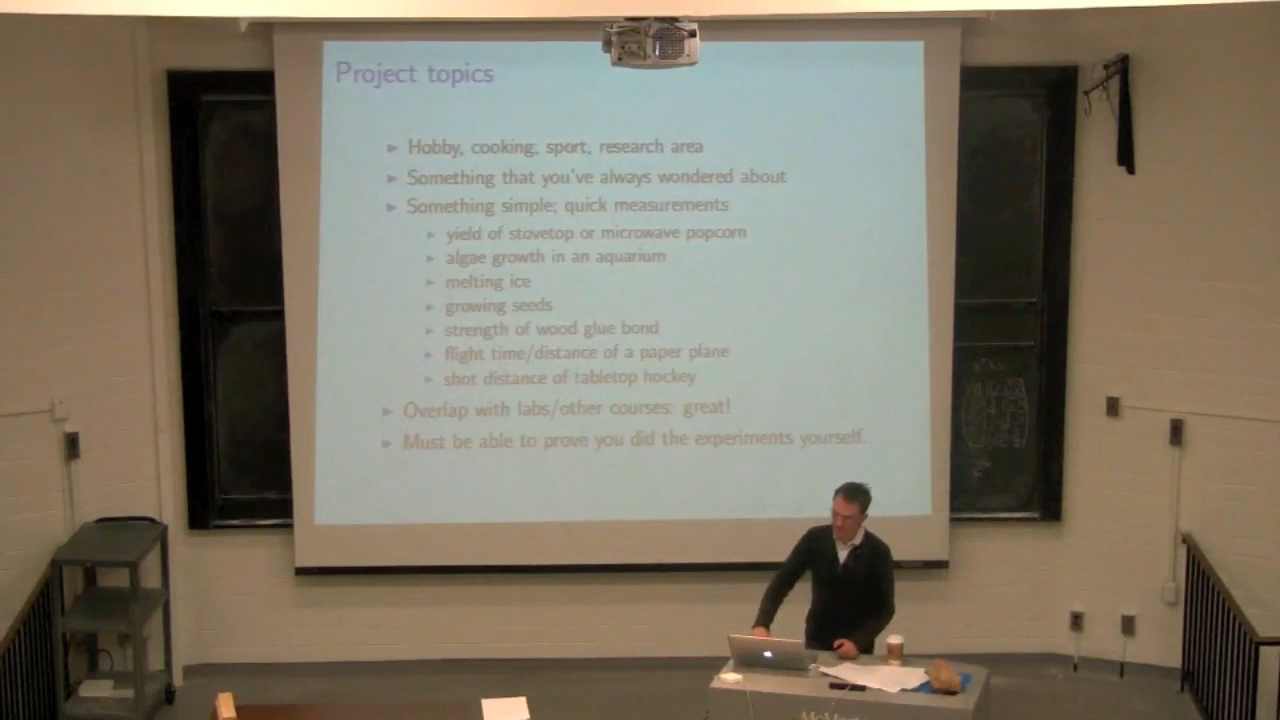 Project topics
Hobby, cooking, sport, research area
Something that you've always wondered about
Something simple; quick measurements
yield of stovetop or microwave popcorn
algae growth in an aquarium
melting ice
growing seeds
strength of wood glue bond
flight time/distance of a paper plane
shot distance of tabletop hockey
Overlap with labs/other courses: great!
Must be able to prove you did the experiments yourself.